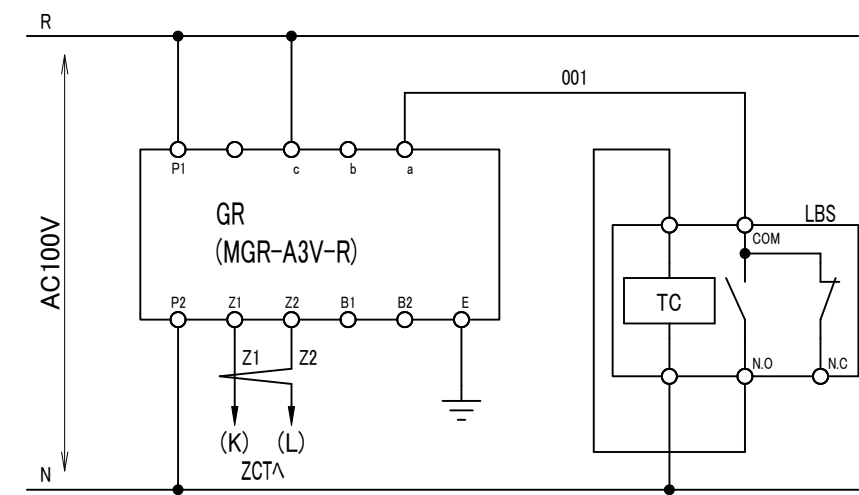 R
001
P1
c
b
a
LBS
COM
GR
(MGR-A3V-R)
AC100V
TC
P2
Z1
Z2
B1
B2
E
N.O
N.C
Z1
Z2
(K)
(L)
ZCTへ
N